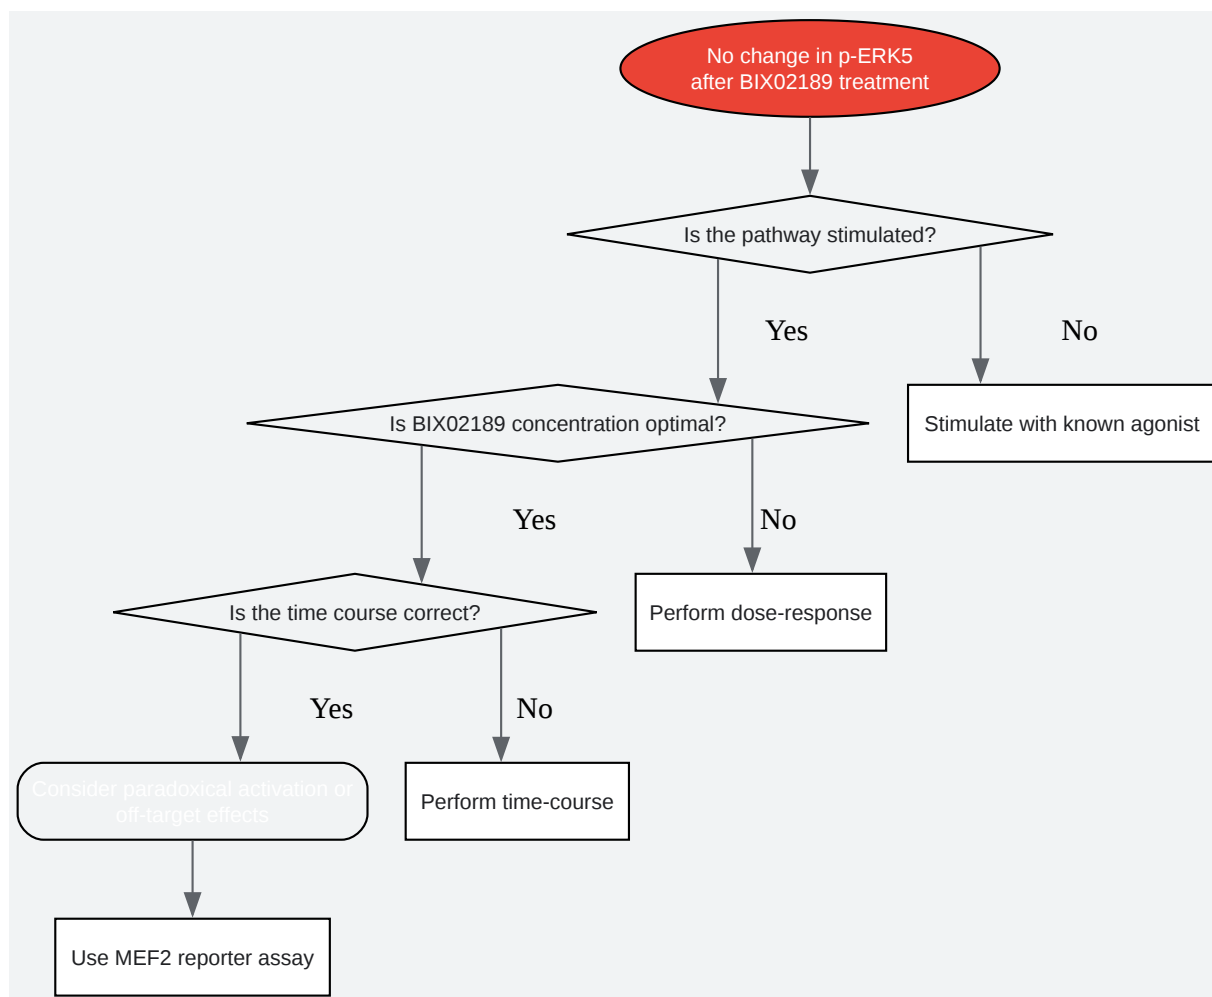 No change in p-ERK5
after BIX02189 treatment
Is the pathway stimulated?
Yes
No
Is BIX02189 concentration optimal?
Stimulate with known agonist
Yes
No
Is the time course correct?
Perform dose-response
Yes
No
Consider paradoxical activation or
off-target effects
Perform time-course
Use MEF2 reporter assay